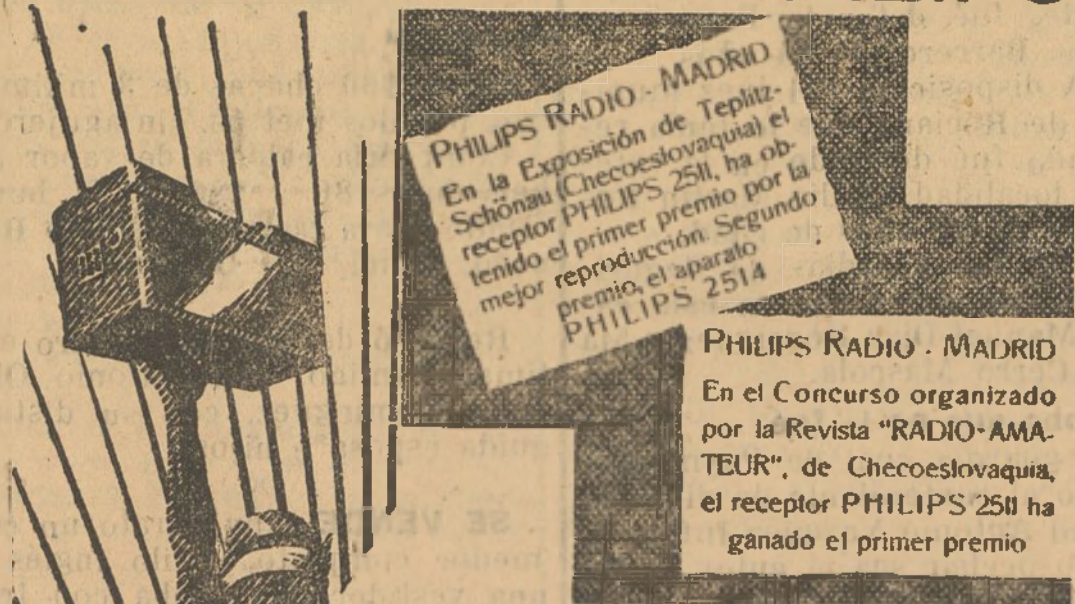 PHILIPS RADIO - MADRID
En la Exposición de Teplitz-
Schönau (Checoeslovaquia) el
receptor PHILIPS 2511, ha ob-
tenido el primer premio por la
mejor reproducción. Segundo
premio, el aparato
PHILIPS 2514
PHILIPS RADIO . MADRID
En el Concurso organizado
por la Revista "RADIO-AMA-
TEUR", de Checoeslovaquia,
el receptor PHILIPS 2511 ha
ganado el primer premio